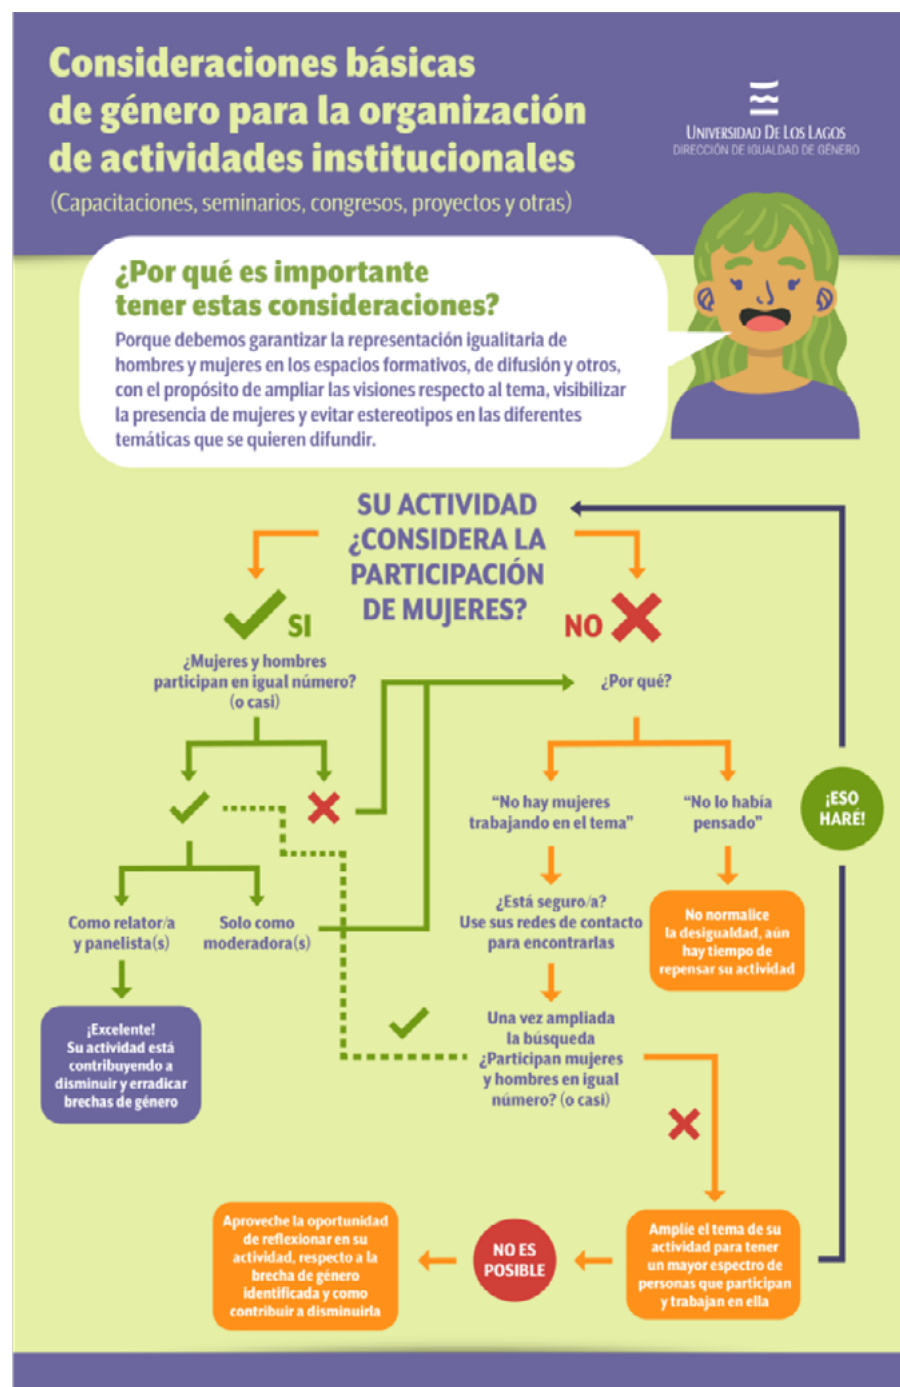 Consideraciones básicas
de género para la organización
de actividades institucionales
(Capacitaciones, seminarios, congresos, proyectos y otras)
UNIVERSIDAD DE LOS LAGOS
DIRECCIÓN DE IGUALDAD DE GÉNERO
¿Por qué es importante
tener estas consideraciones?
Porque debemos garantizar la representación igualitaria de
hombres y mujeres en los espacios formativos, de difusión y otros,
con el propósito de ampliar las visiones respecto al tema, visibilizar
la presencia de mujeres y evitar estereotipos en las diferentes
temáticas que se quieren difundir.
SU ACTIVIDAD
¿CONSIDERA LA
PARTICIPACIÓN
DE MUJERES?
SI
NO
¿Mujeres y hombres
participan en igual número?
(o casi)
¿Por qué?
"No hay mujeres
trabajando en el tema"
"No lo había
pensado"
¡ESO
HARÉ!
Como relator/a
y panelista(s)
Solo como
moderadora(s)
¿Está seguro/a?
Use sus redes de contacto
para encontrarlas
No normalice
la desigualdad, aún
hay tiempo de
repensar su actividad
¡Excelente!
Su actividad está
contribuyendo a
disminuir y erradicar
brechas de género
Una vez ampliada
la búsqueda
¿Participan mujeres
y hombres en igual
número? (o casi)
Aproveche la oportunidad
de reflexionar en su
actividad, respecto a la
brecha de género
identificada y como
contribuir a disminuirla
NO ES
POSIBLE
Amplíe el tema de su
actividad para tener
un mayor espectro de
personas que participan
y trabajan en ella